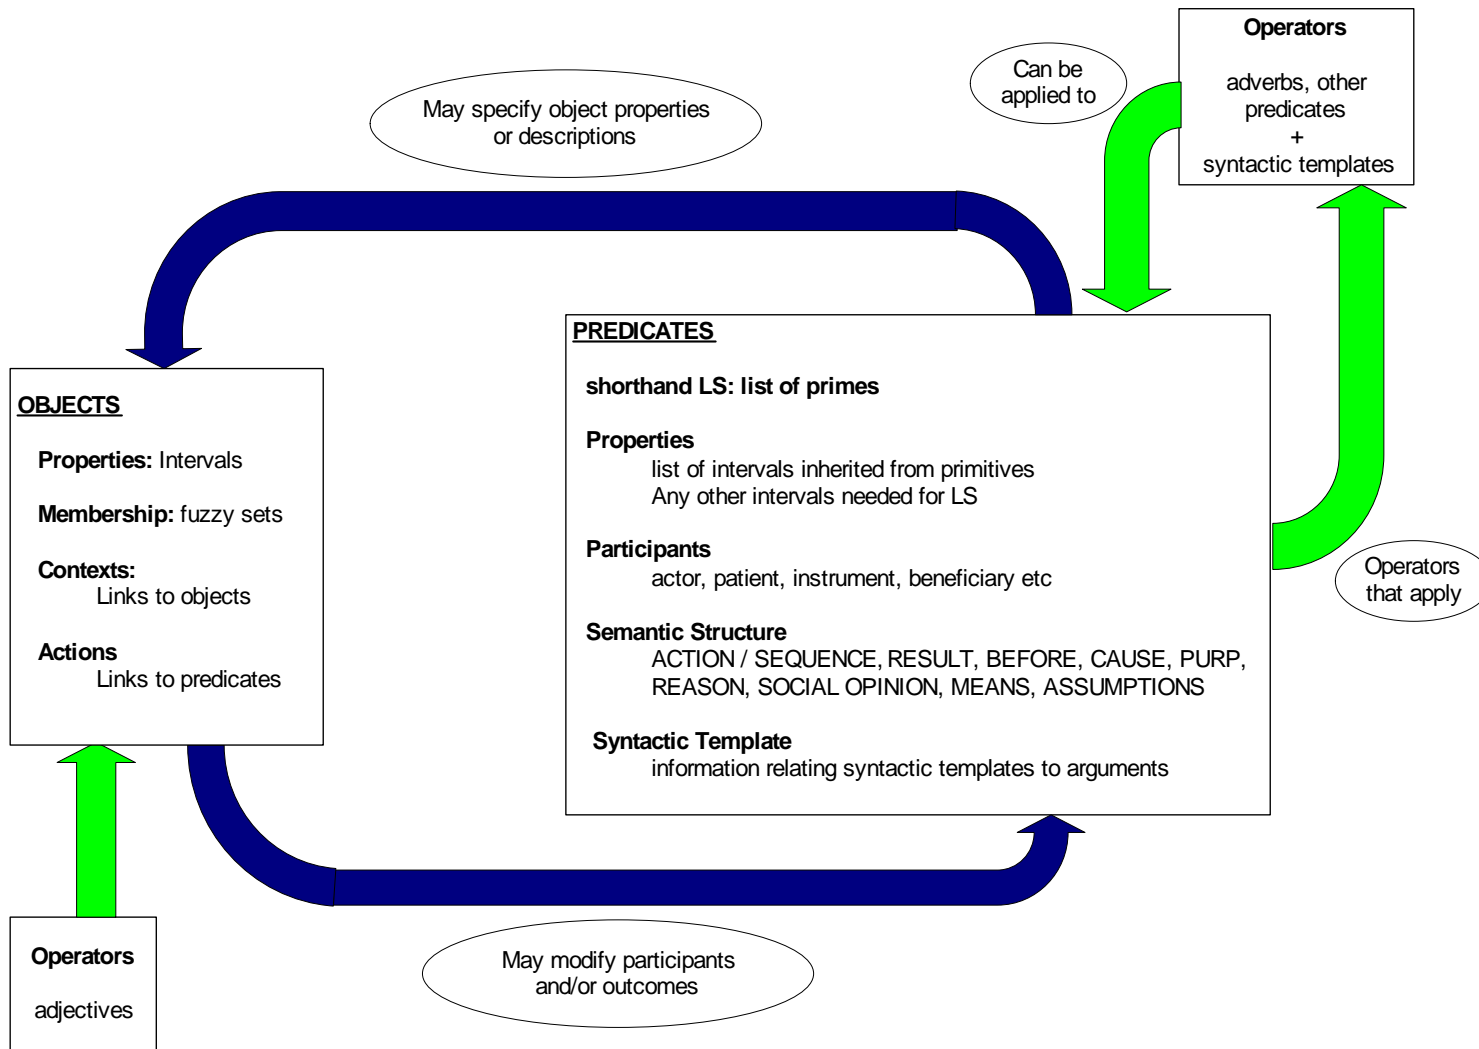 Operators
adverbs, other
predicates
+
syntactic templates
Can be
applied to
May specify object properties
or descriptions
PREDICATES
shorthand LS: list of primes
Properties
list of intervals inherited from primitives
Any other intervals needed for LS
Participants
actor, patient, instrument, beneficiary etc
Semantic Structure
ACTION / SEQUENCE, RESULT, BEFORE, CAUSE, PURP,
REASON, SOCIAL OPINION, MEANS, ASSUMPTIONS
Syntactic Template
information relating syntactic templates to arguments
OBJECTS
Properties: Intervals
Membership: fuzzy sets
Contexts:
Links to objects
Actions
Links to predicates
Operators
that apply
Operators
adjectives
May modify participants
and/or outcomes